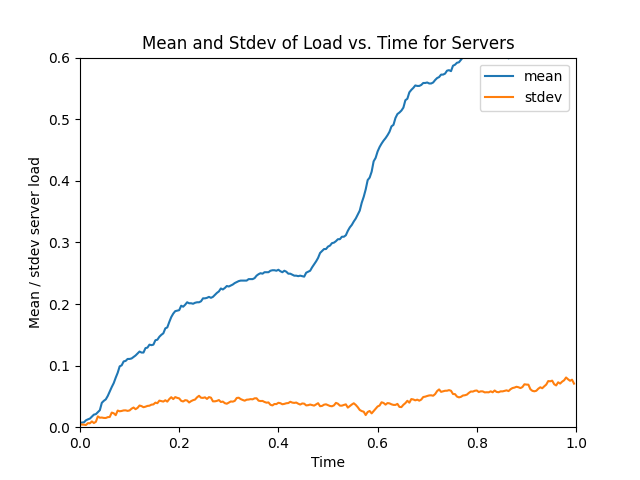 Mean and Stdev of Load vs. Time for Servers
mean
stdev
Mean / stdev server load
0.6
0.5
0.4
0.3
0.2
0.1
0.0
0.0 0.2 0.4 0.6 0.8 1.0
Time